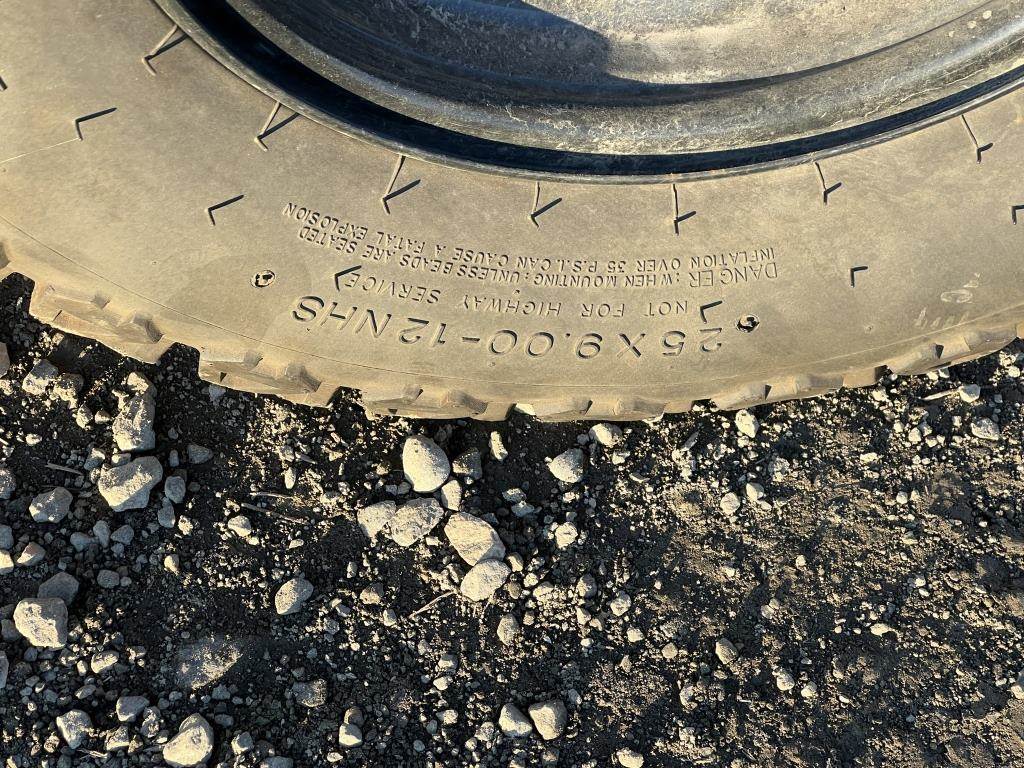 25X9.00-12NHS
NOT FOR HIGHWAY SERVICE
DANGER: WHEN MOUNTING: UNLESS BEADS ARE SEATED
INFLATION OVER 35 P.S.I. CAN CAUSE A FATAL EXPLOSION